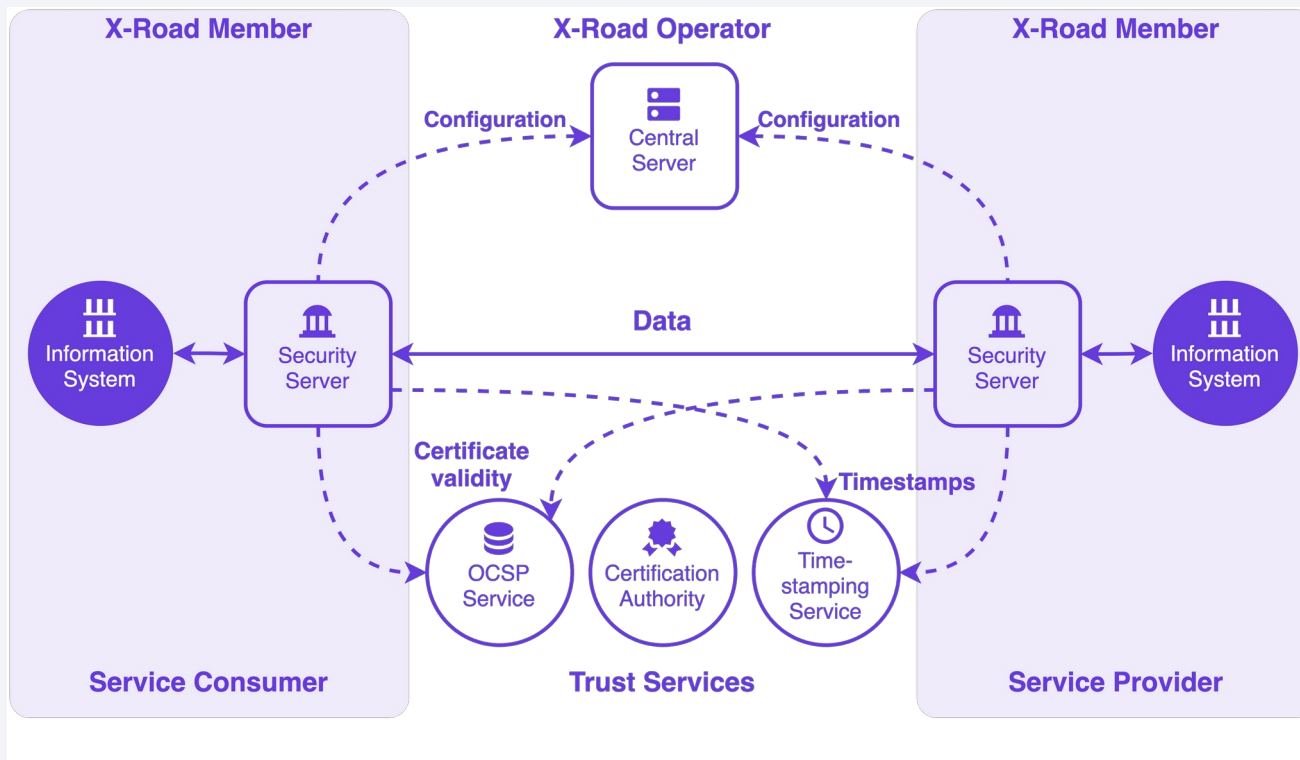 X-Road Member
X-Road Operator
X-Road Member
Configuration
Configuration
Central
Server
Information
System
Security
Server
Data
Security
Server
Information
System
Certificate
validity
Timestamps
OCSP
Service
Certification
Authority
Time-
stamping
Service
Service Consumer
Trust Services
Service Provider